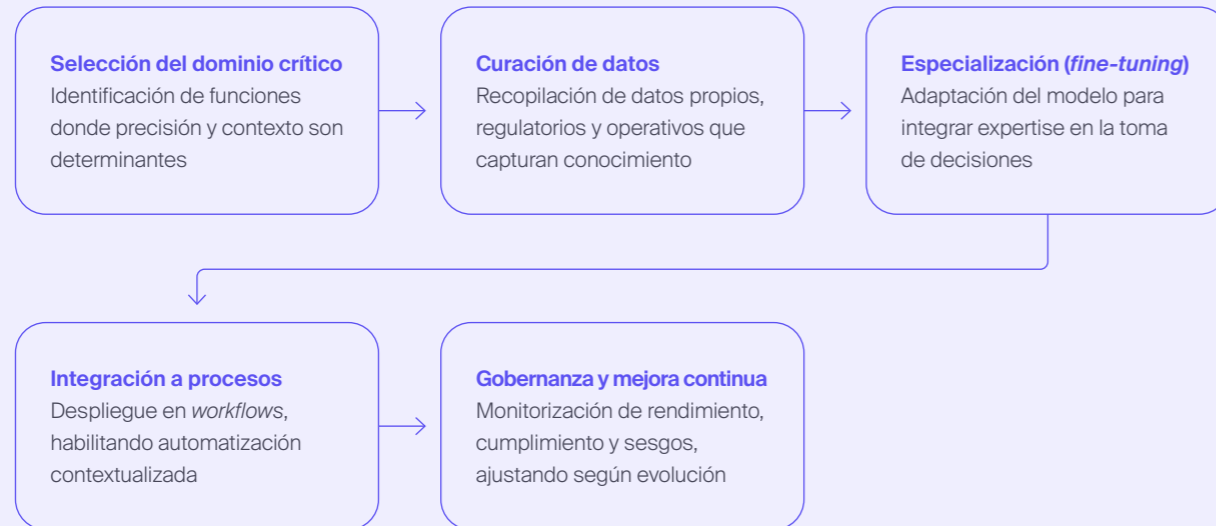 Selección del dominio crítico
Identificación de funciones
donde precisión y contexto son
determinantes
Curación de datos
Recopilación de datos propios,
regulatorios y operativos que
capturan conocimiento
Especialización (fine-tuning)
Adaptación del modelo para
integrar expertise en la toma
de decisiones
Integración a procesos
Despliegue en workflows,
habilitando automatización
contextualizada
Gobernanza y mejora continua
Monitorización de rendimiento,
cumplimiento y sesgos,
ajustando según evolución